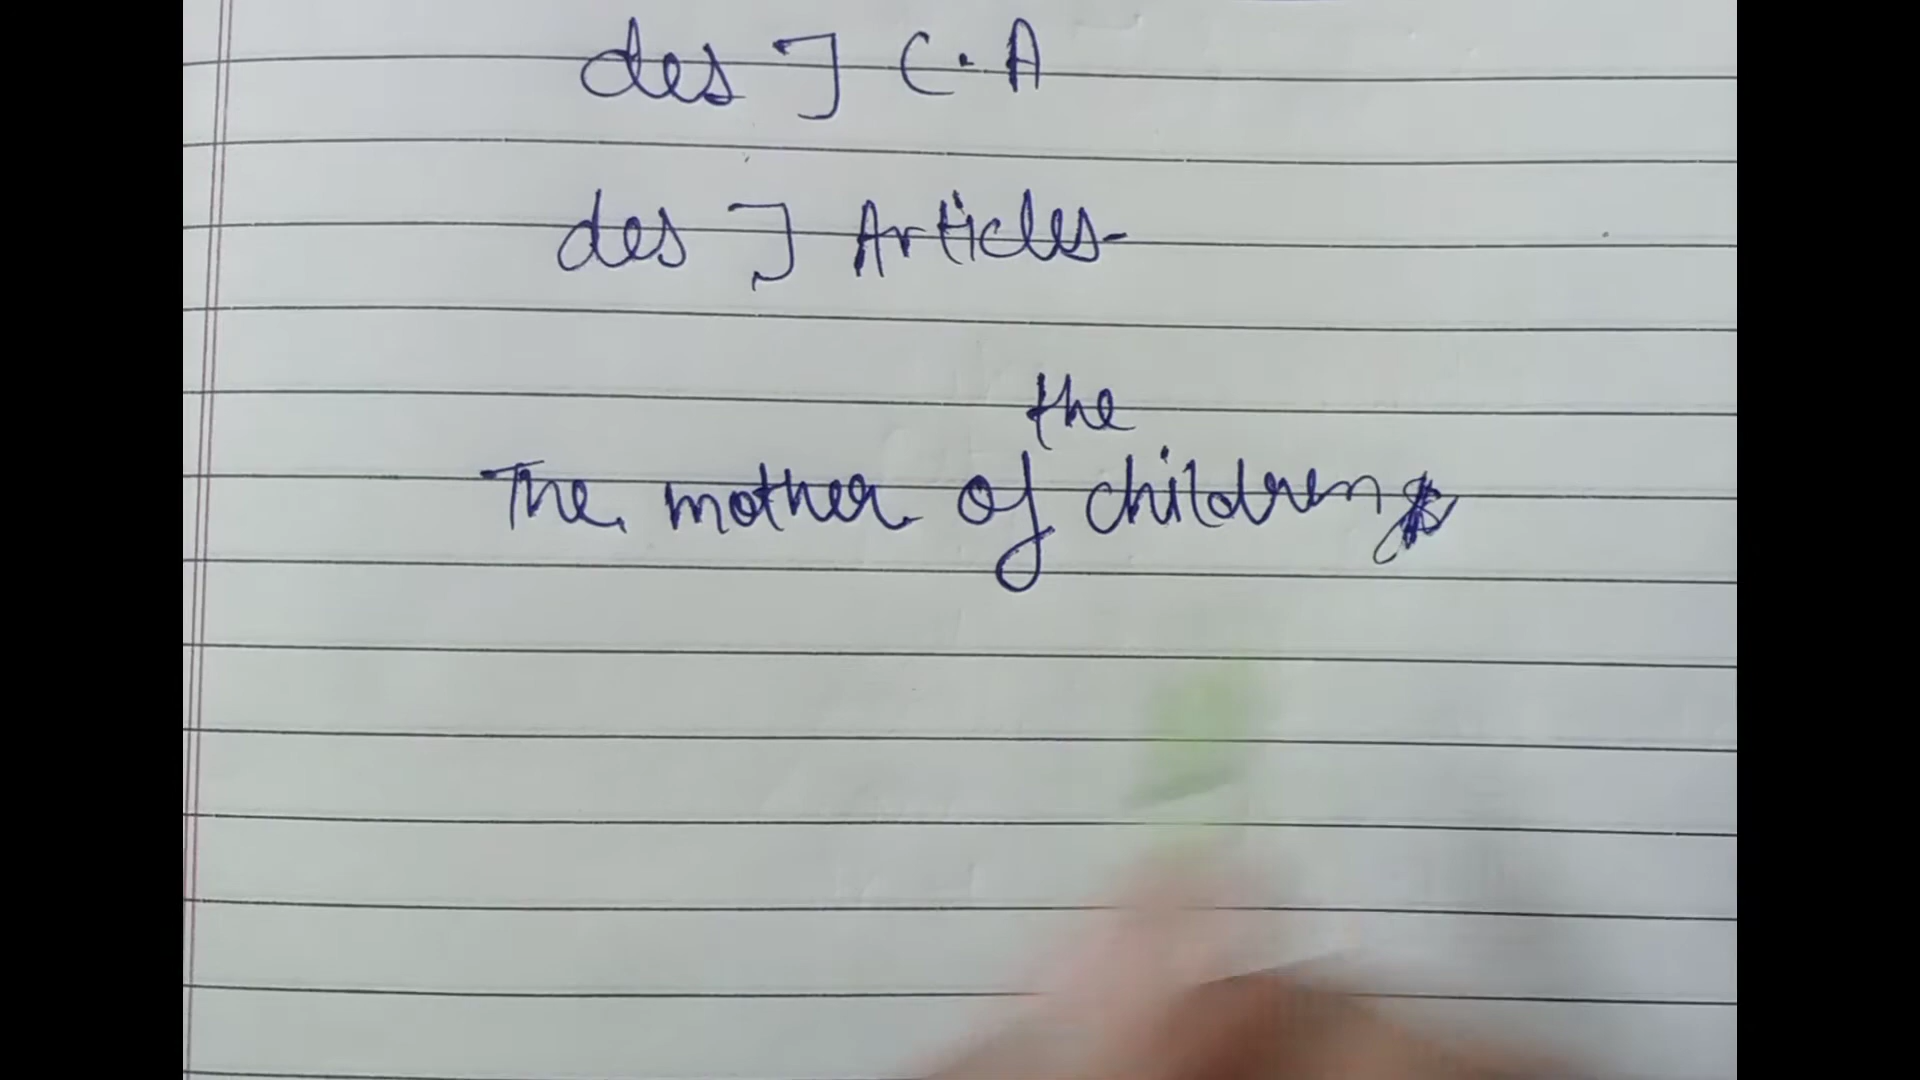 des ] C.A
des ] Articles-
the
The mother of children